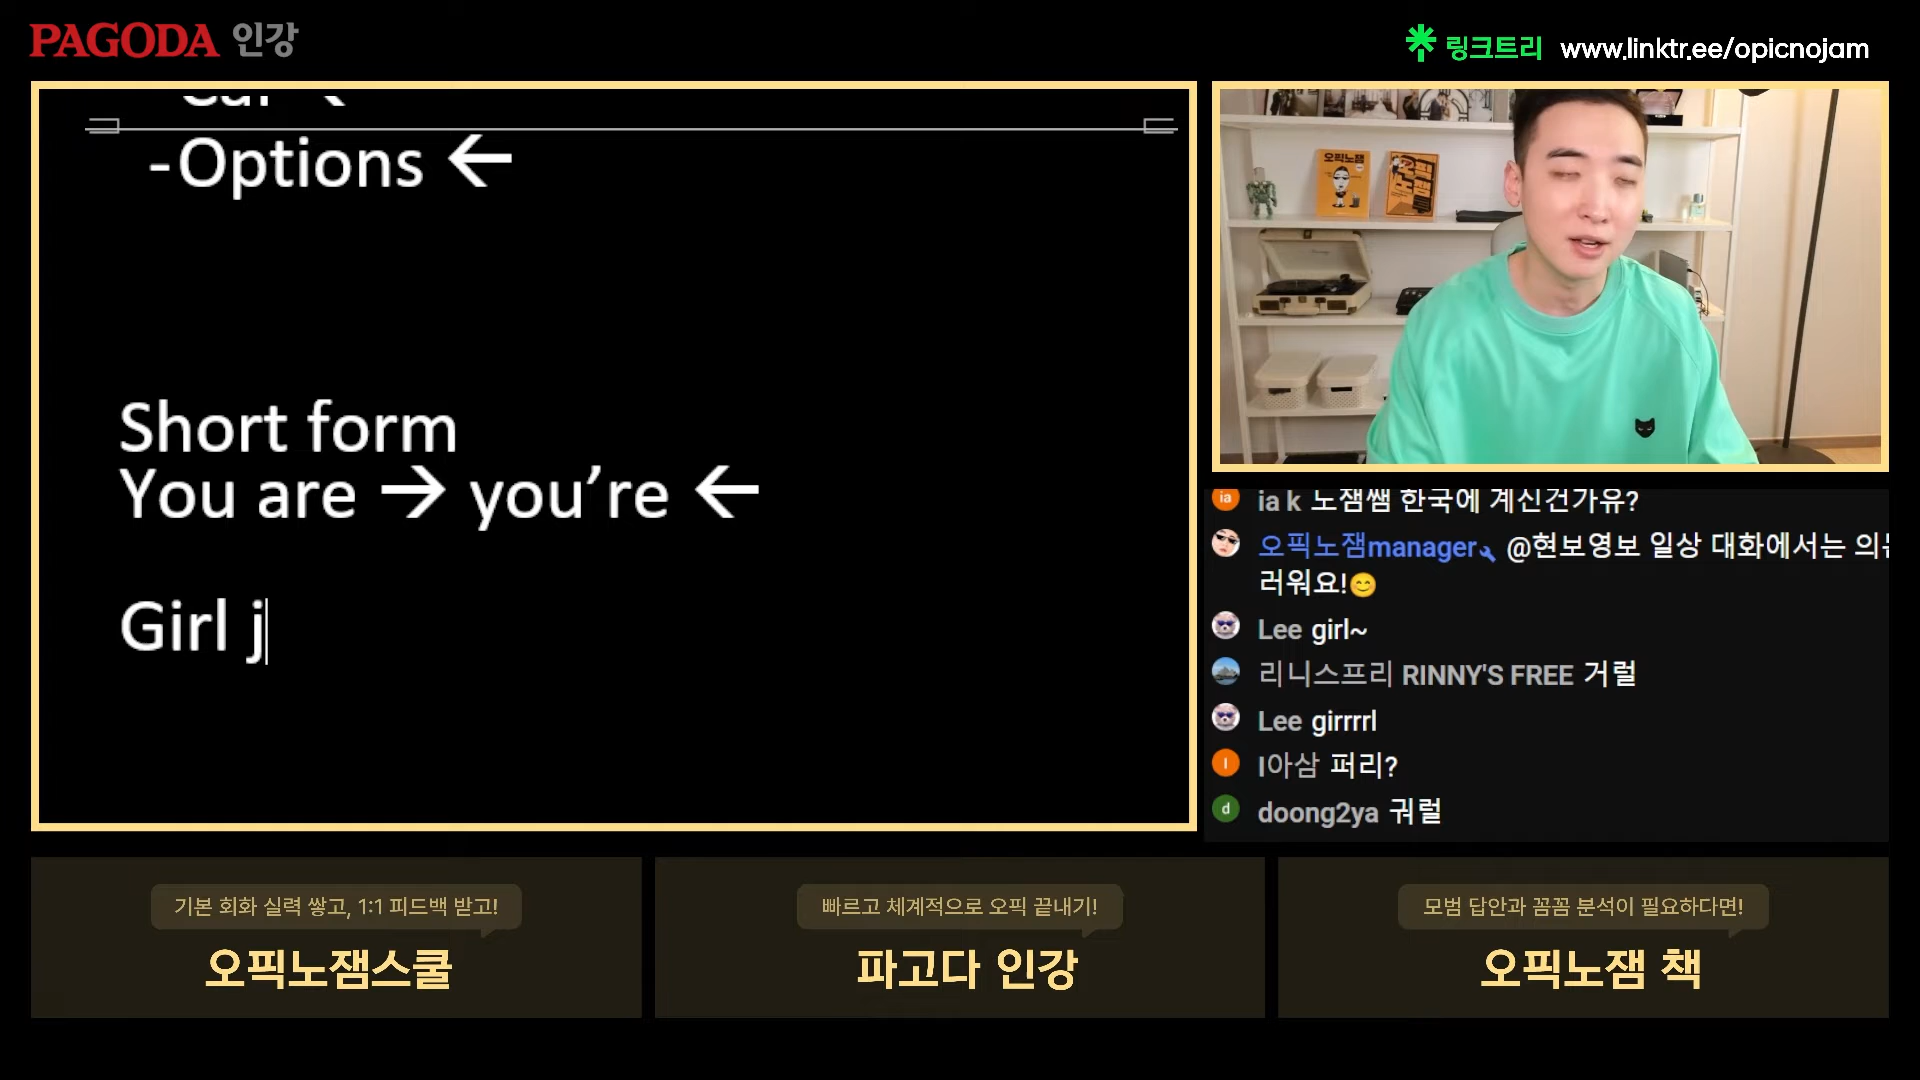 PAGODA 인강
링크트리 www.linktr.ee/opicnojam
-Options ←
Short form
You are → you’re ←
Girl j
오픽노잼
ia k 노잼쌤 한국에 계신건가유?
오픽노잼manager @현보영보 일상 대화에서는
러워요!😊
Lee girl~
리니스프리 RINNY'S FREE 거럴
Lee girrrrl
I아삼 퍼리?
doong2ya 궈럴
기본 회화 실력 쌓고, 1:1 피드백 받고!
오픽노잼스쿨
빠르고 체계적으로 오픽 끝내기!
파고다 인강
모범 답안과 꼼꼼 분석이 필요하다면!
오픽노잼 책